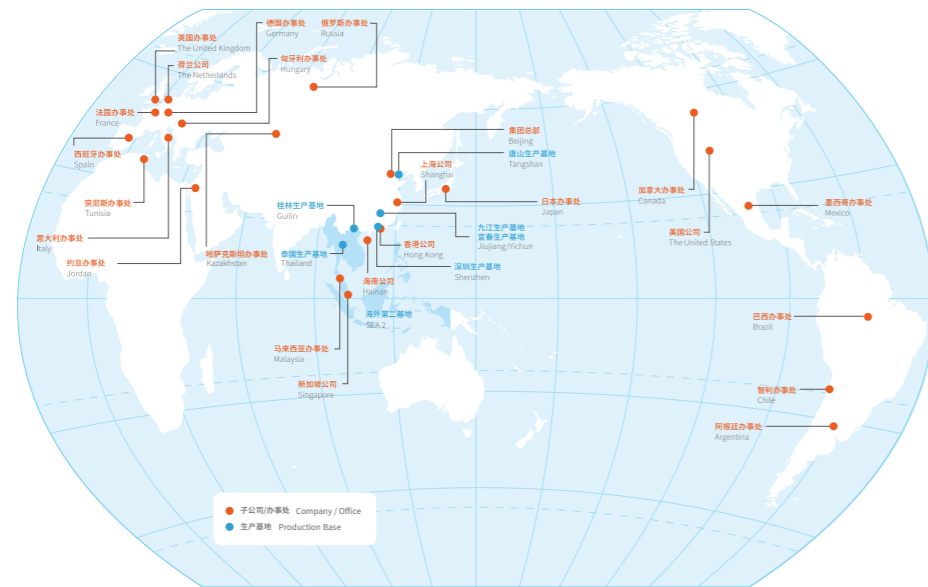 德国办事处
Germany
俄罗斯办事处
Russia
英国办事处
The United Kingdom
匈牙利办事处
Hungary
荷兰公司
The Netherlands
法国办事处
France
西班牙办事处
Spain
突尼斯办事处
Tunisia
意大利办事处
Italy
约旦办事处
Jordan
哈萨克斯坦办事处
Kazakhstan
集团总部
Beijing
唐山生产基地
Tangshan
上海公司
Shanghai
日本办事处
Japan
桂林生产基地
Guilin
九江生产基地
宜春生产基地
Jiujiang/Yichun
泰国生产基地
Thailand
香港公司
Hong Kong
深圳生产基地
Shenzhen
海南公司
Hainan
海外第二基地
SEA 2
马来西亚办事处
Malaysia
新加坡公司
Singapore
加拿大办事处
Canada
墨西哥办事处
Mexico
美国公司
The United States
巴西办事处
Brazil
智利办事处
Chile
阿根廷办事处
Argentina
子公司/办事处 Company / Office
生产基地 Production Base